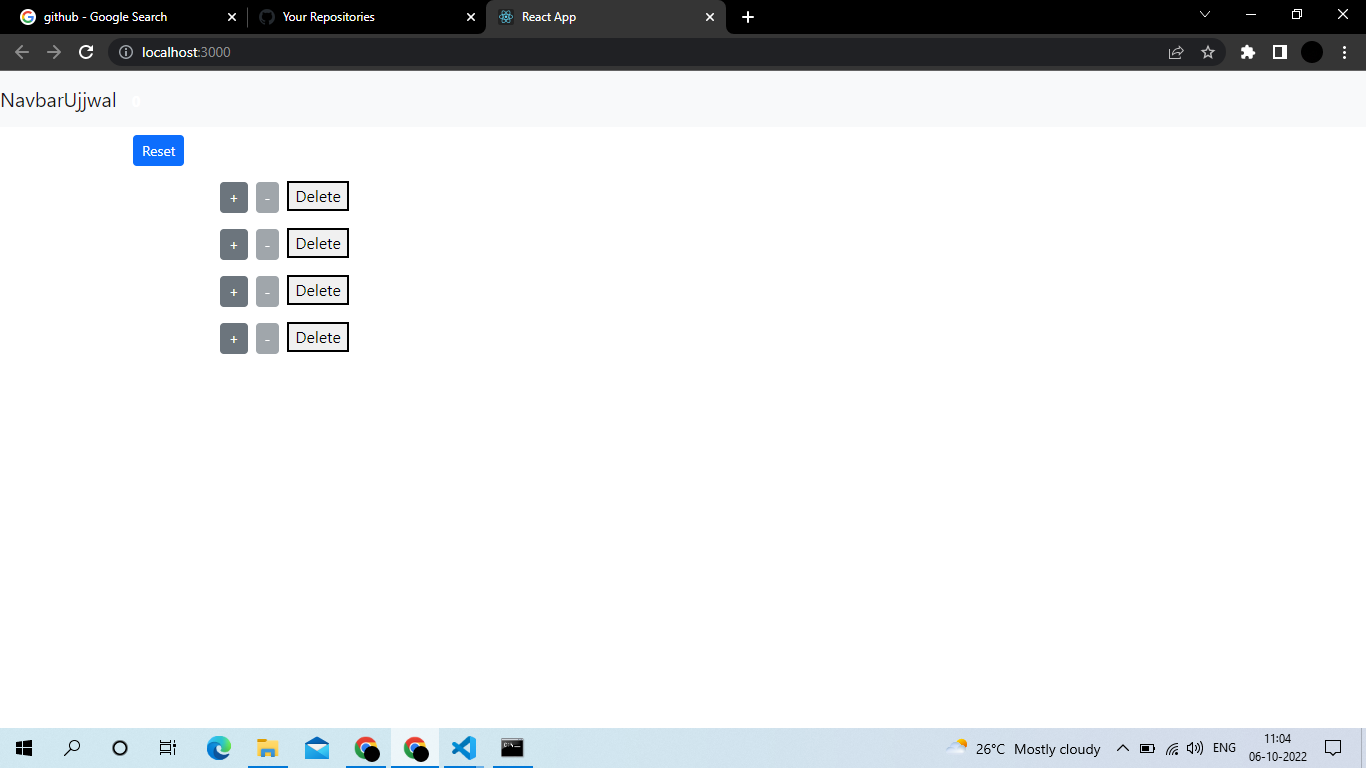 github - Google Search
Your Repositories
React App
localhost:3000
NavbarUjjwal 0
Reset
+ - Delete
+ - Delete
+ - Delete
+ - Delete
26°C Mostly cloudy
ENG
11:04
06-10-2022